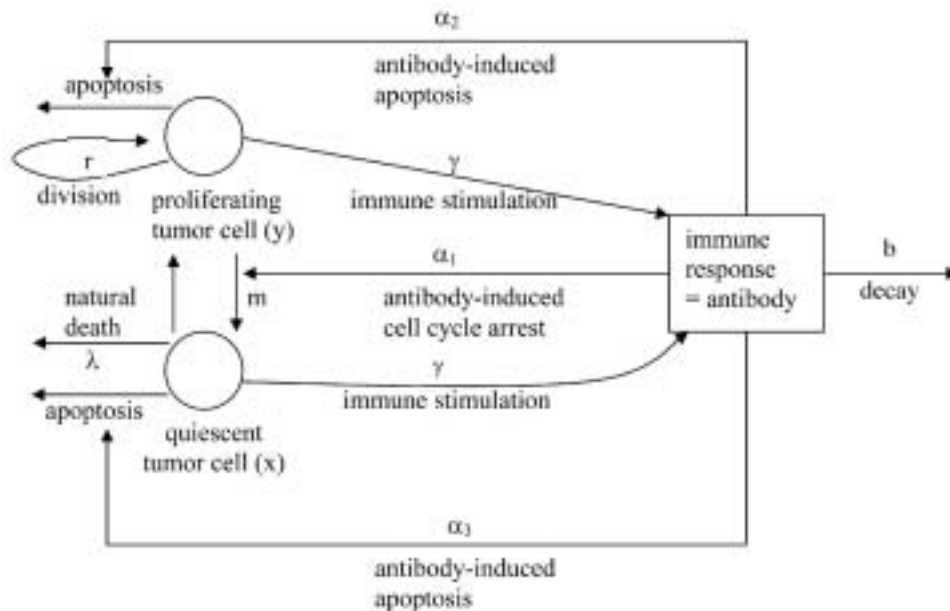 α2
antibody-induced
apoptosis
apoptosis
r
division
γ
immune stimulation
proliferating
tumor cell (y)
immune
response
= antibody
b
decay
α1
antibody-induced
cell cycle arrest
m
natural
death
λ
γ
immune stimulation
apoptosis
quiescent
tumor cell (x)
α3
antibody-induced
apoptosis